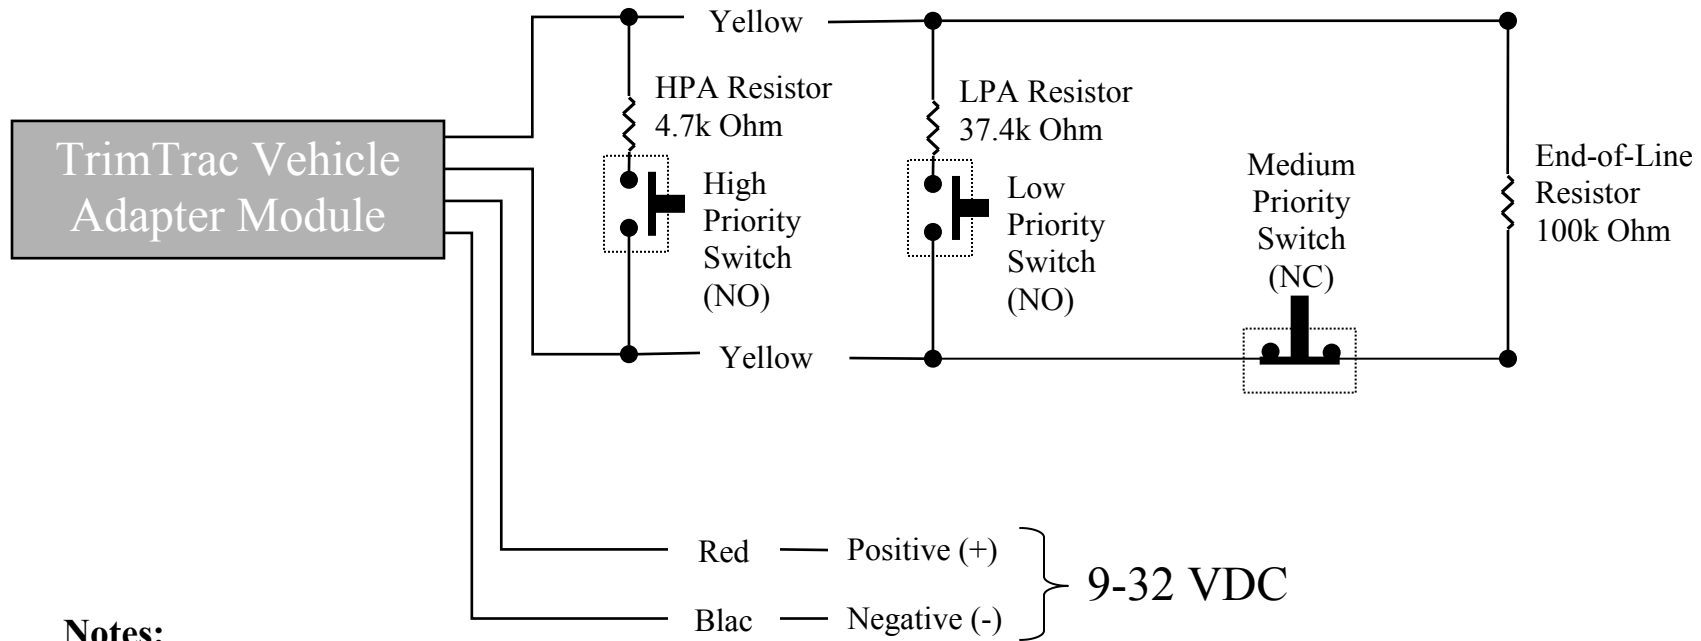 Yellow
HPA Resistor
4.7k Ohm
LPA Resistor
37.4k Ohm
TrimTrac Vehicle
Adapter Module
High
Priority
Switch
(NO)
Low
Priority
Switch
(NO)
Medium
Priority
Switch
(NC)
End-of-Line
Resistor
100k Ohm
Yellow
Red
Positive (+)
9-32 VDC
Blac
Negative (-)
Notes: